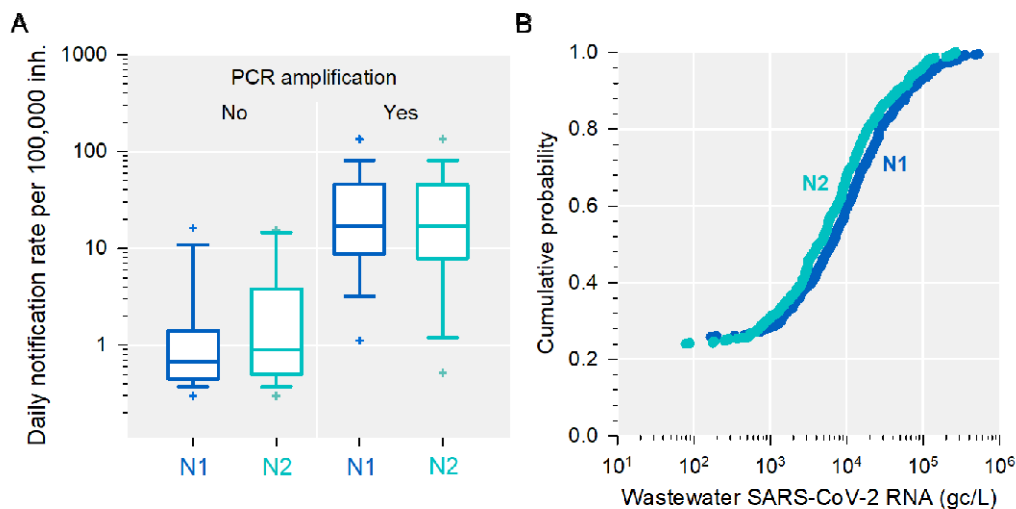 A
Daily notification rate per 100,000 inh.
1000
100
10
1
PCR amplification
No Yes
N1 N2 N1 N2
B
Cumulative probability
1.0
0.8
0.6
0.4
0.2
0.0
N2
N1
10¹ 10² 10³ 10⁴ 10⁵ 10⁶
Wastewater SARS-CoV-2 RNA (gc/L)